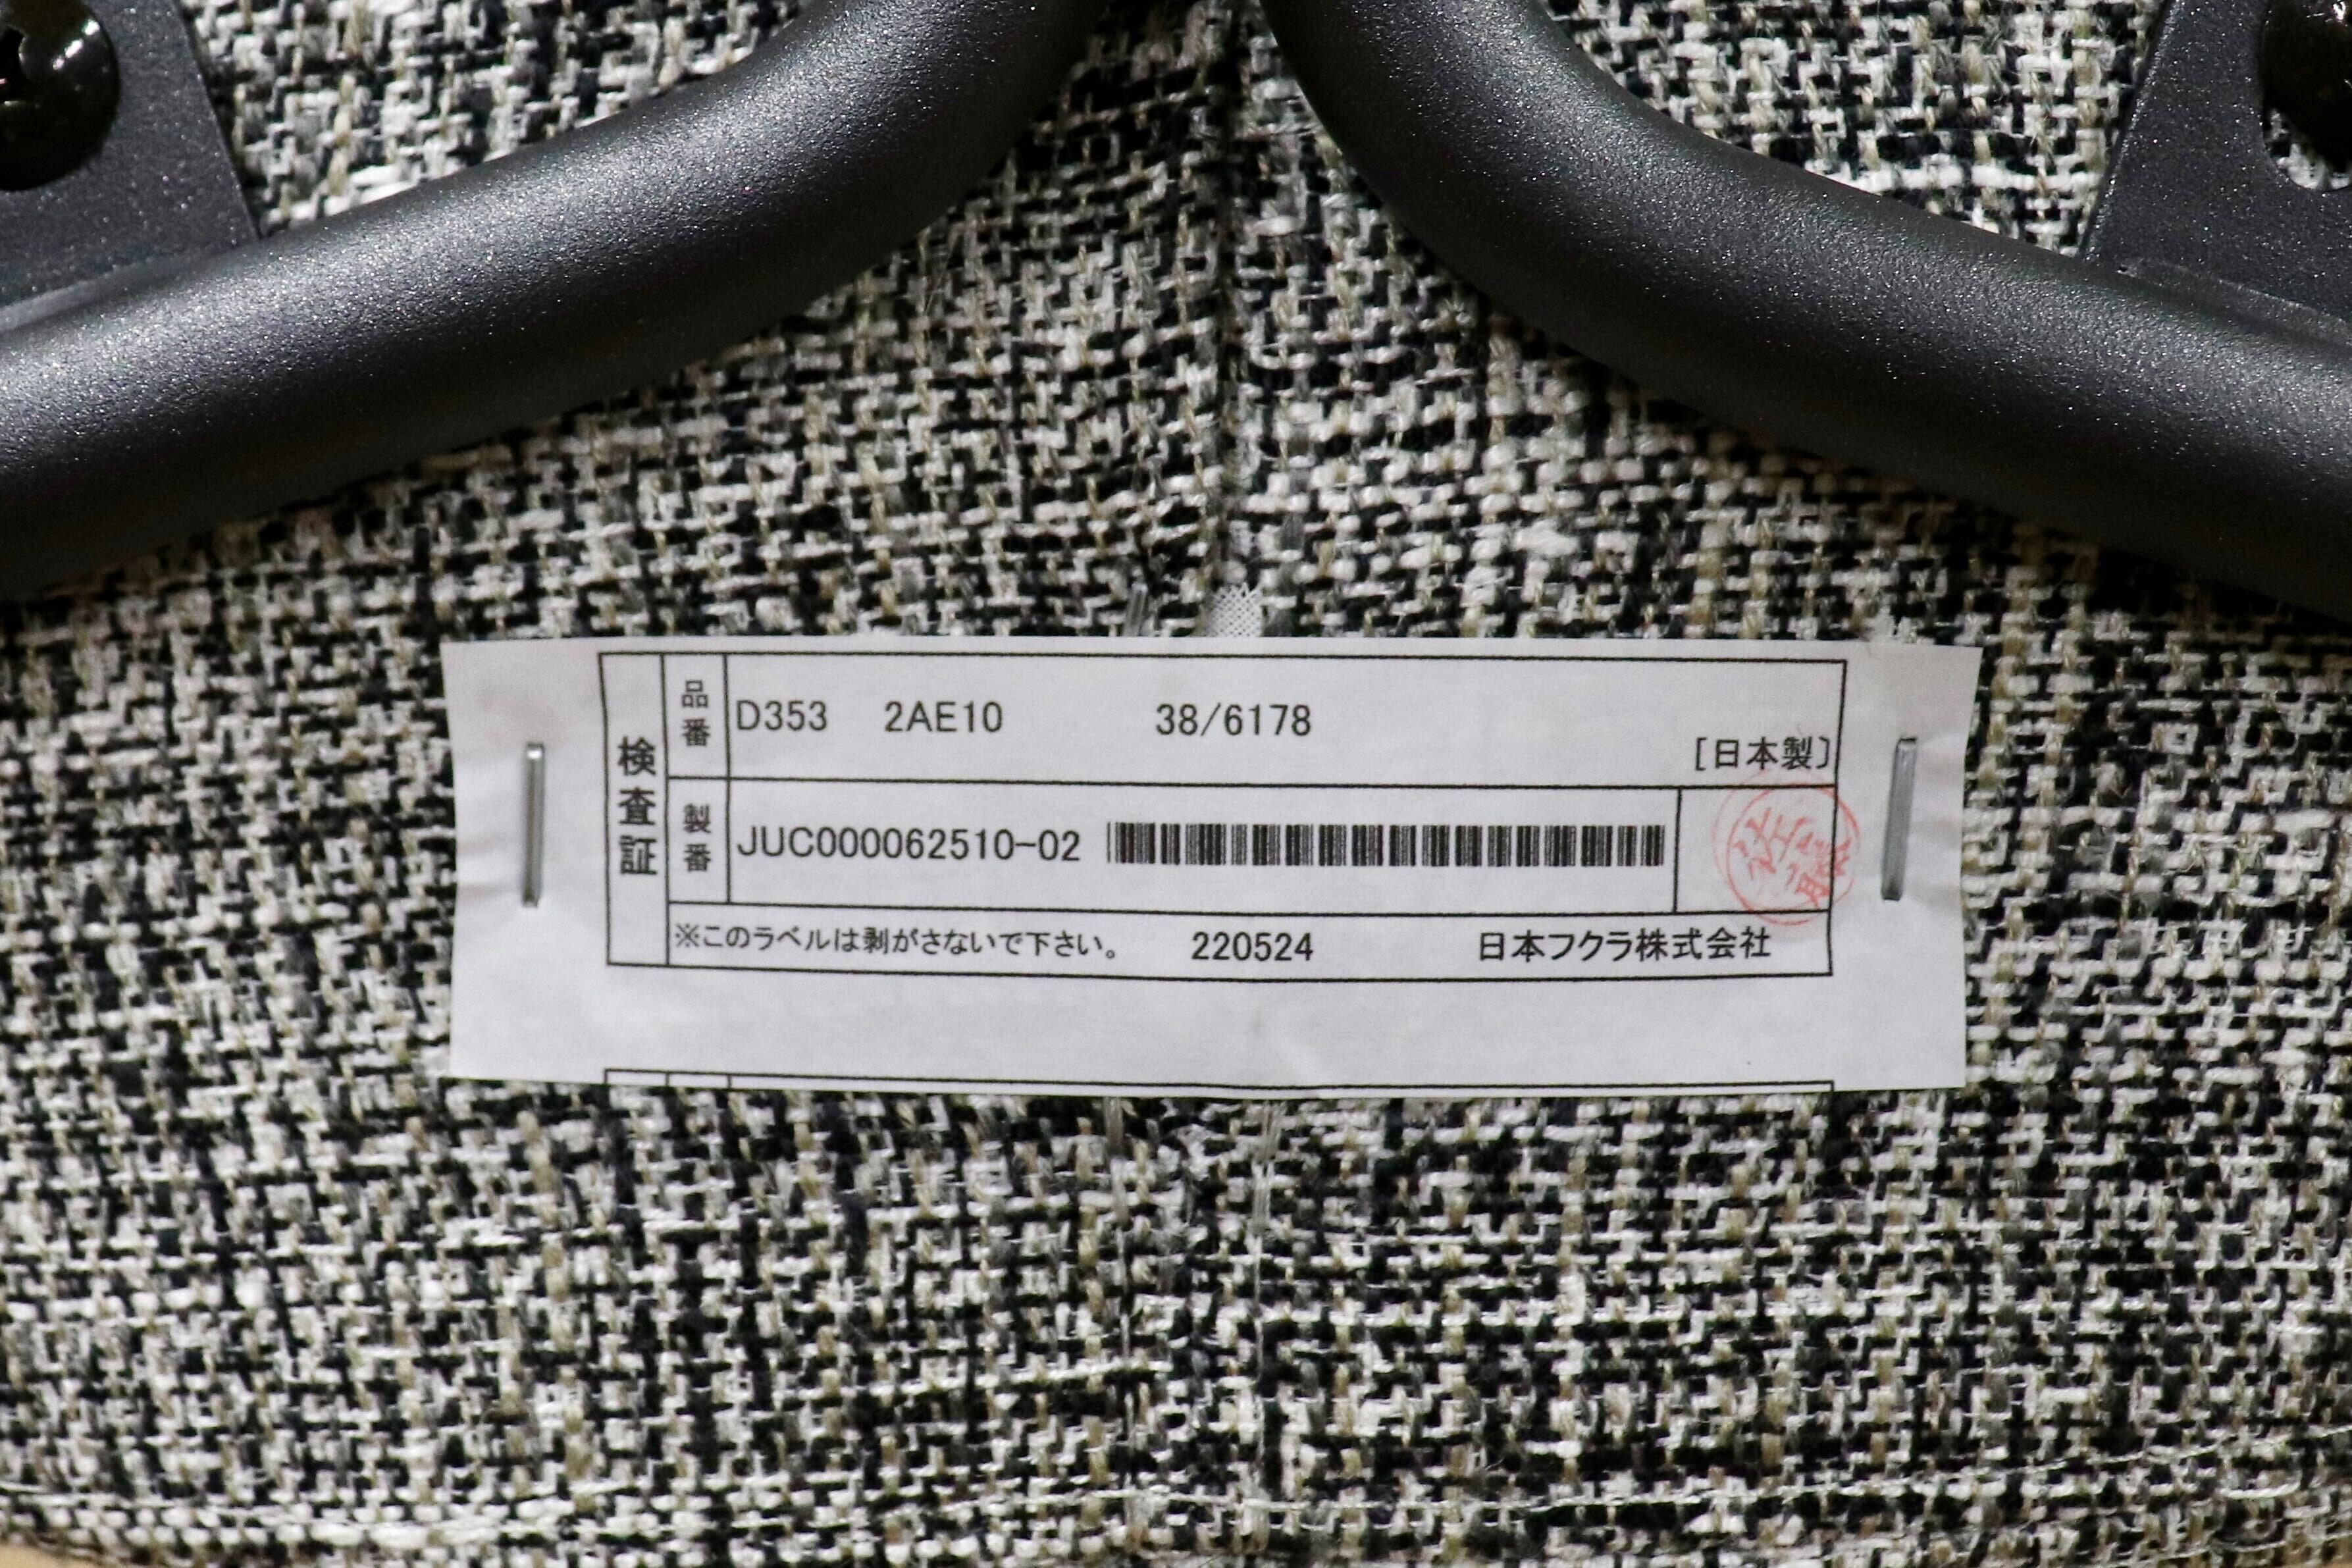 検査証
品番 D353 2AE10 38/6178
[日本製]
製番 JUC000062510-02
佐藤
※このラベルは剥がさないで下さい。 220524 日本フクラ株式会社